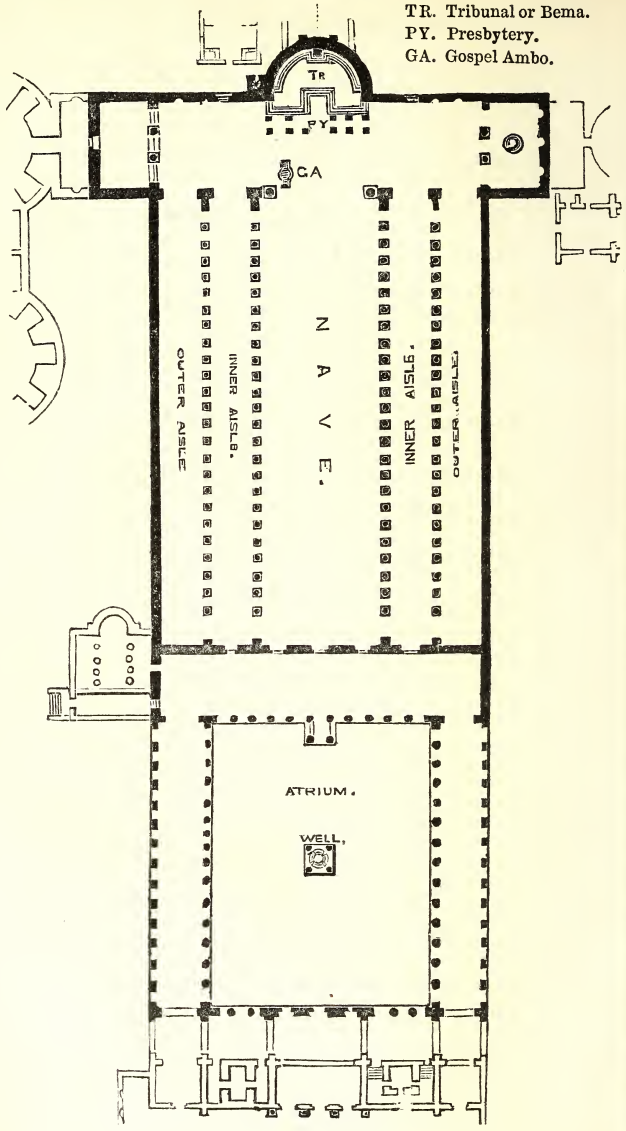 TR. Tribunal or Bema.
PY. Presbytery.
GA. Gospel Ambo.
TR
PY
GA
NAVE.
OUTER AISLE
INNER AISLE.
INNER AISLE.
OUTER AISLE.
ATRIUM.
WELL.